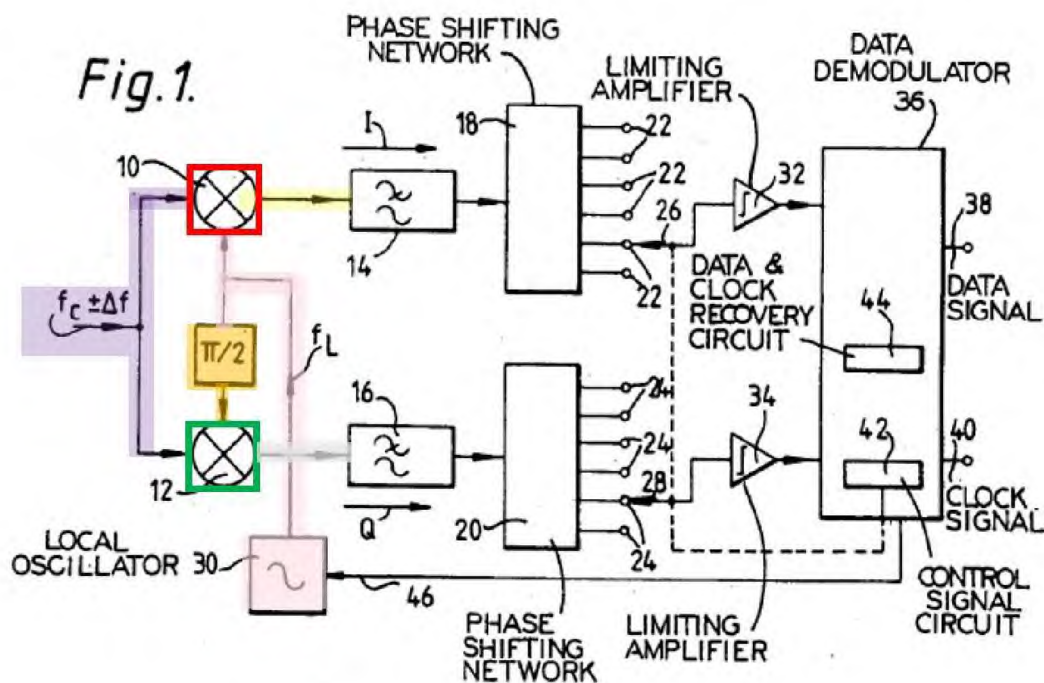 Fig.1.
PHASE SHIFTING
NETWORK
LIMITING
AMPLIFIER
DATA
DEMODULATOR
36
10
I
18
22
32
22
14
26
22
38
DATA
SIGNAL
fc ±Δf
π/2
fL
DATA &
CLOCK
RECOVERY
CIRCUIT
44
16
24
34
42
40
24
12
28
CLOCK
SIGNAL
Q
20
24
LOCAL
OSCILLATOR
30
46
PHASE
SHIFTING
NETWORK
LIMITING
AMPLIFIER
CONTROL
SIGNAL
CIRCUIT